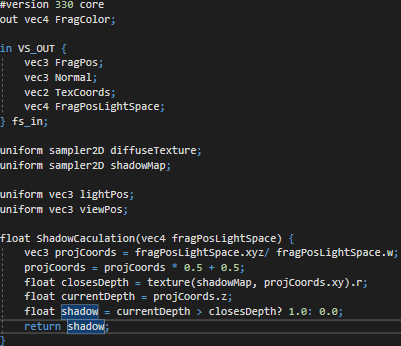 #version 330 core
out vec4 FragColor;
in VS_OUT {
vec3 FragPos;
vec3 Normal;
vec2 TexCoords;
vec4 FragPosLightSpace;
} fs_in;
uniform sampler2D diffuseTexture;
uniform sampler2D shadowMap;
uniform vec3 lightPos;
uniform vec3 viewPos;
float ShadowCaculation(vec4 fragPosLightSpace) {
vec3 projCoords = fragPosLightSpace.xyz/ fragPosLightSpace.w;
projCoords = projCoords * 0.5 + 0.5;
float closesDepth = texture(shadowMap, projCoords.xy).r;
float currentDepth = projCoords.z;
float shadow = currentDepth > closesDepth? 1.0: 0.0;
return shadow;
}